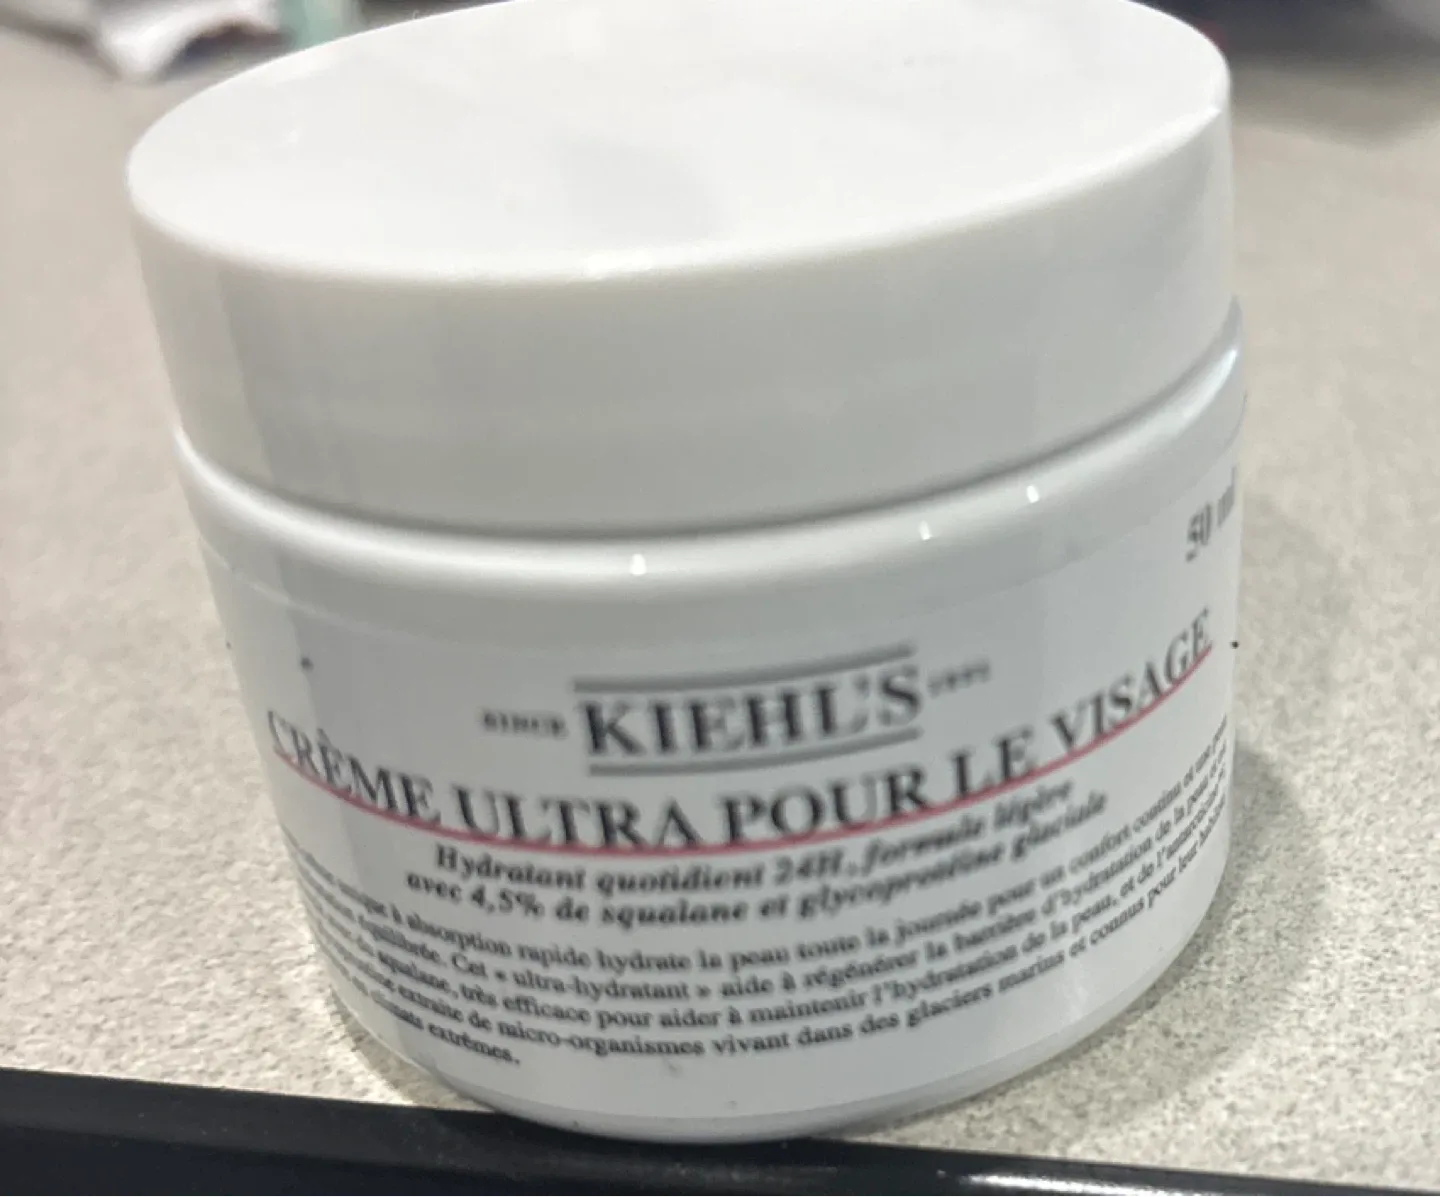 50 ml
SINCE KIEHL'S 1851
CRÈME ULTRA POUR LE VISAGE
Hydratant quotidien 24H, formule légère
avec 4,5% de squalane et glycoprotéine glaciale
à absorption rapide hydrate la peau toute la journée pour un confort continu et une
équilibrée. Cet « ultra-hydratant » aide à régénérer la barrière d'hydratation de la peau
de squalane, très efficace pour aider à maintenir l'hydratation de la peau, et de
extraite de micro-organismes vivant dans des glaciers marins et connus pour leur
climats extrêmes.